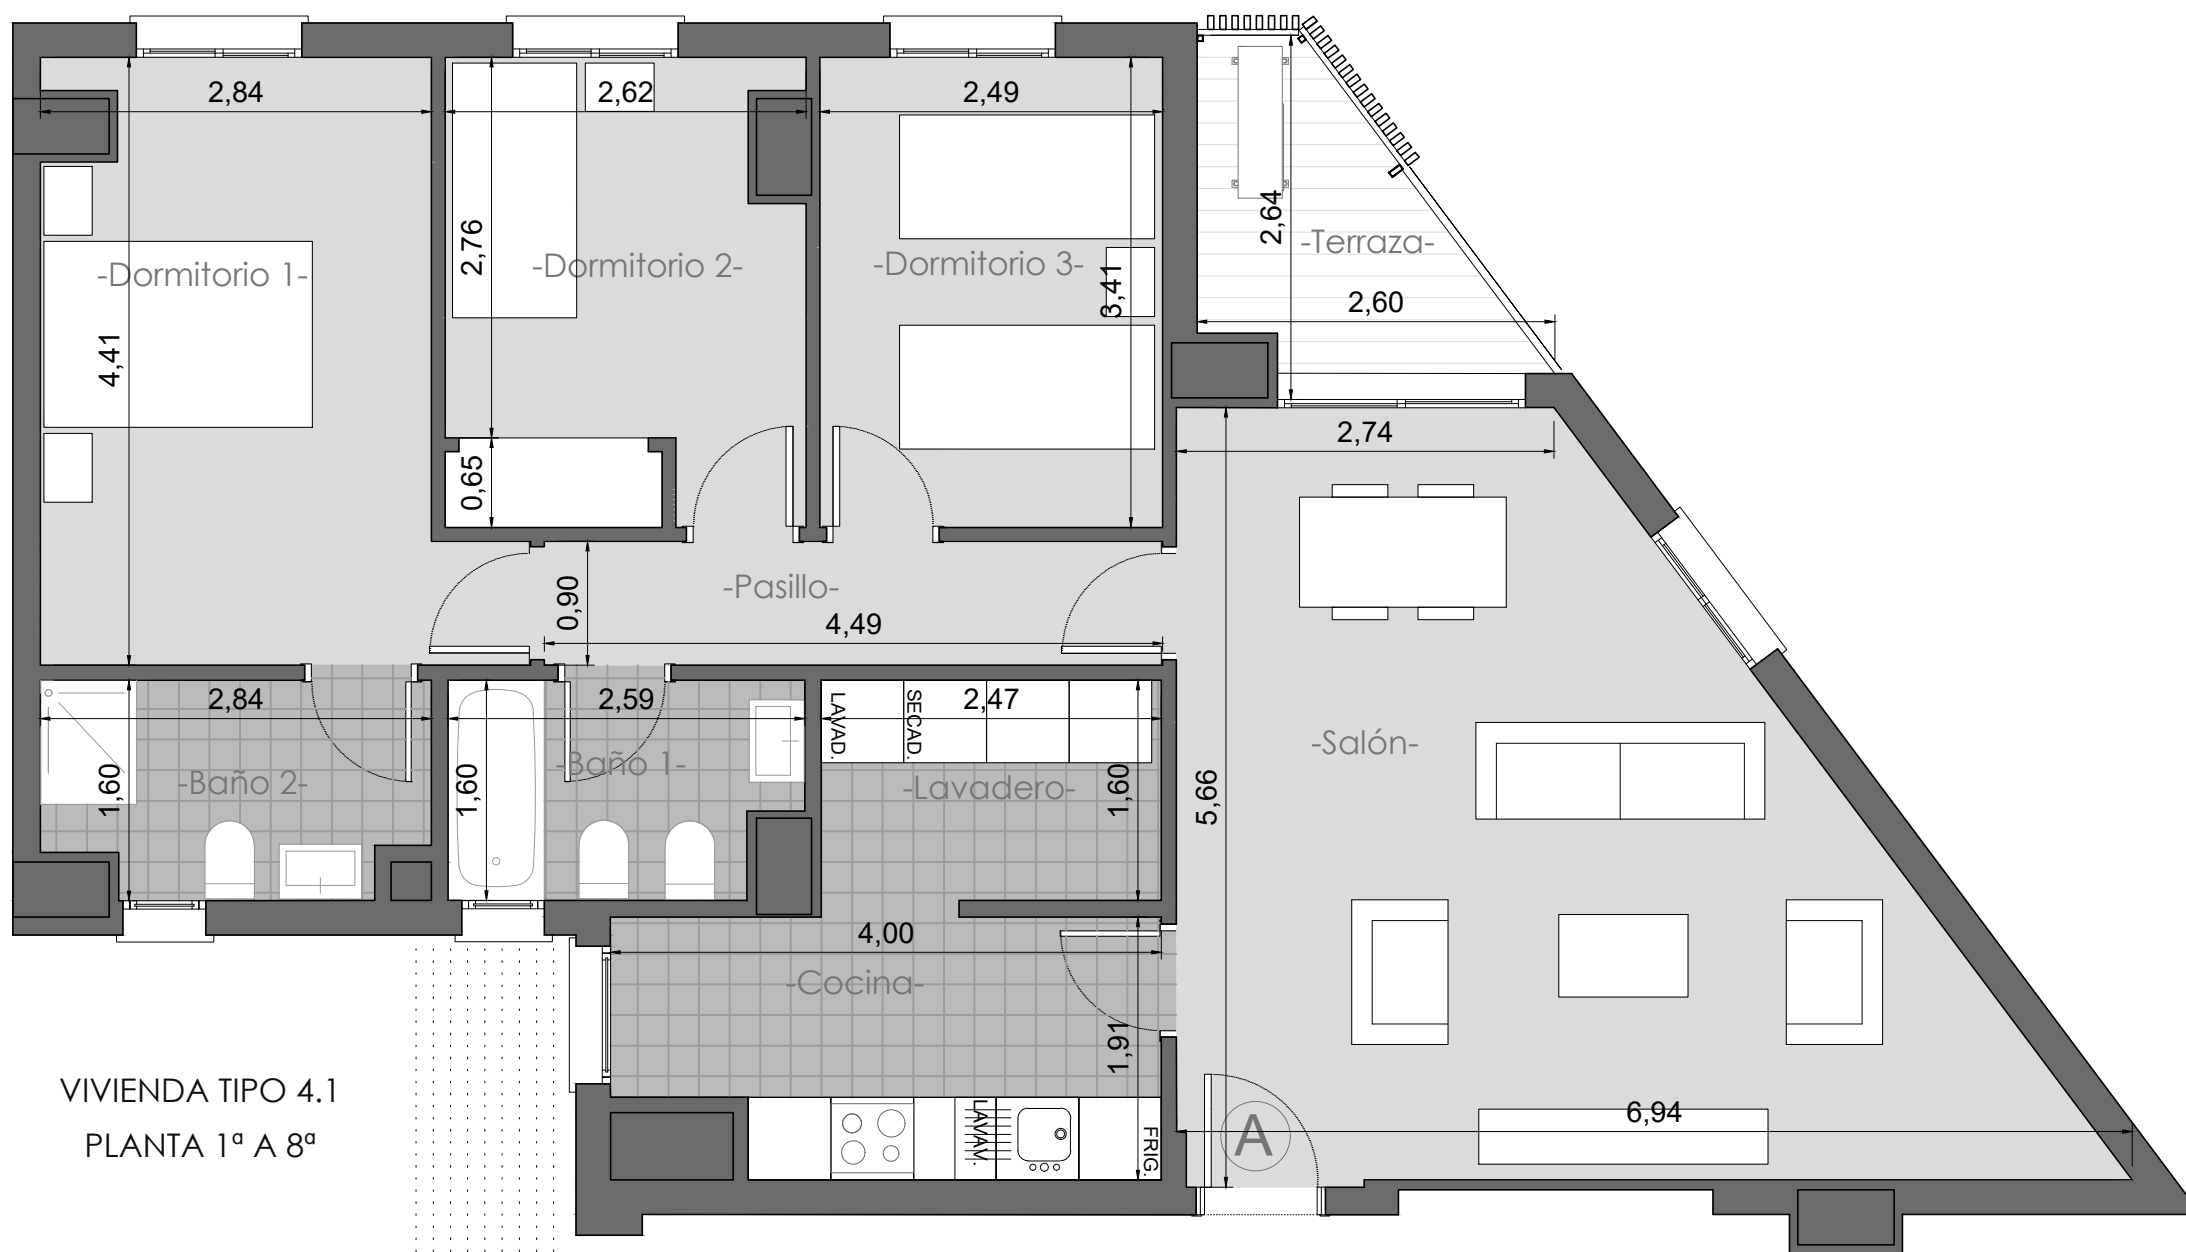 2,84
2,62
2,49
2,64
2,76
-Terraza-
-Dormitorio 1-
-Dormitorio 2-
-Dormitorio 3-
3,41
2,60
4,41
2,74
0,65
-Pasillo-
0,90
4,49
2,84
2,59
LAVAD.
SECAD.
2,47
-Salón-
-Baño 2-
1,60
-Baño 1-
1,60
-Lavadero-
1,60
5,66
4,00
-Cocina-
1,91
VIVIENDA TIPO 4.1
PLANTA 1ª A 8ª
LAVAV.
FRIG.
A
6,94